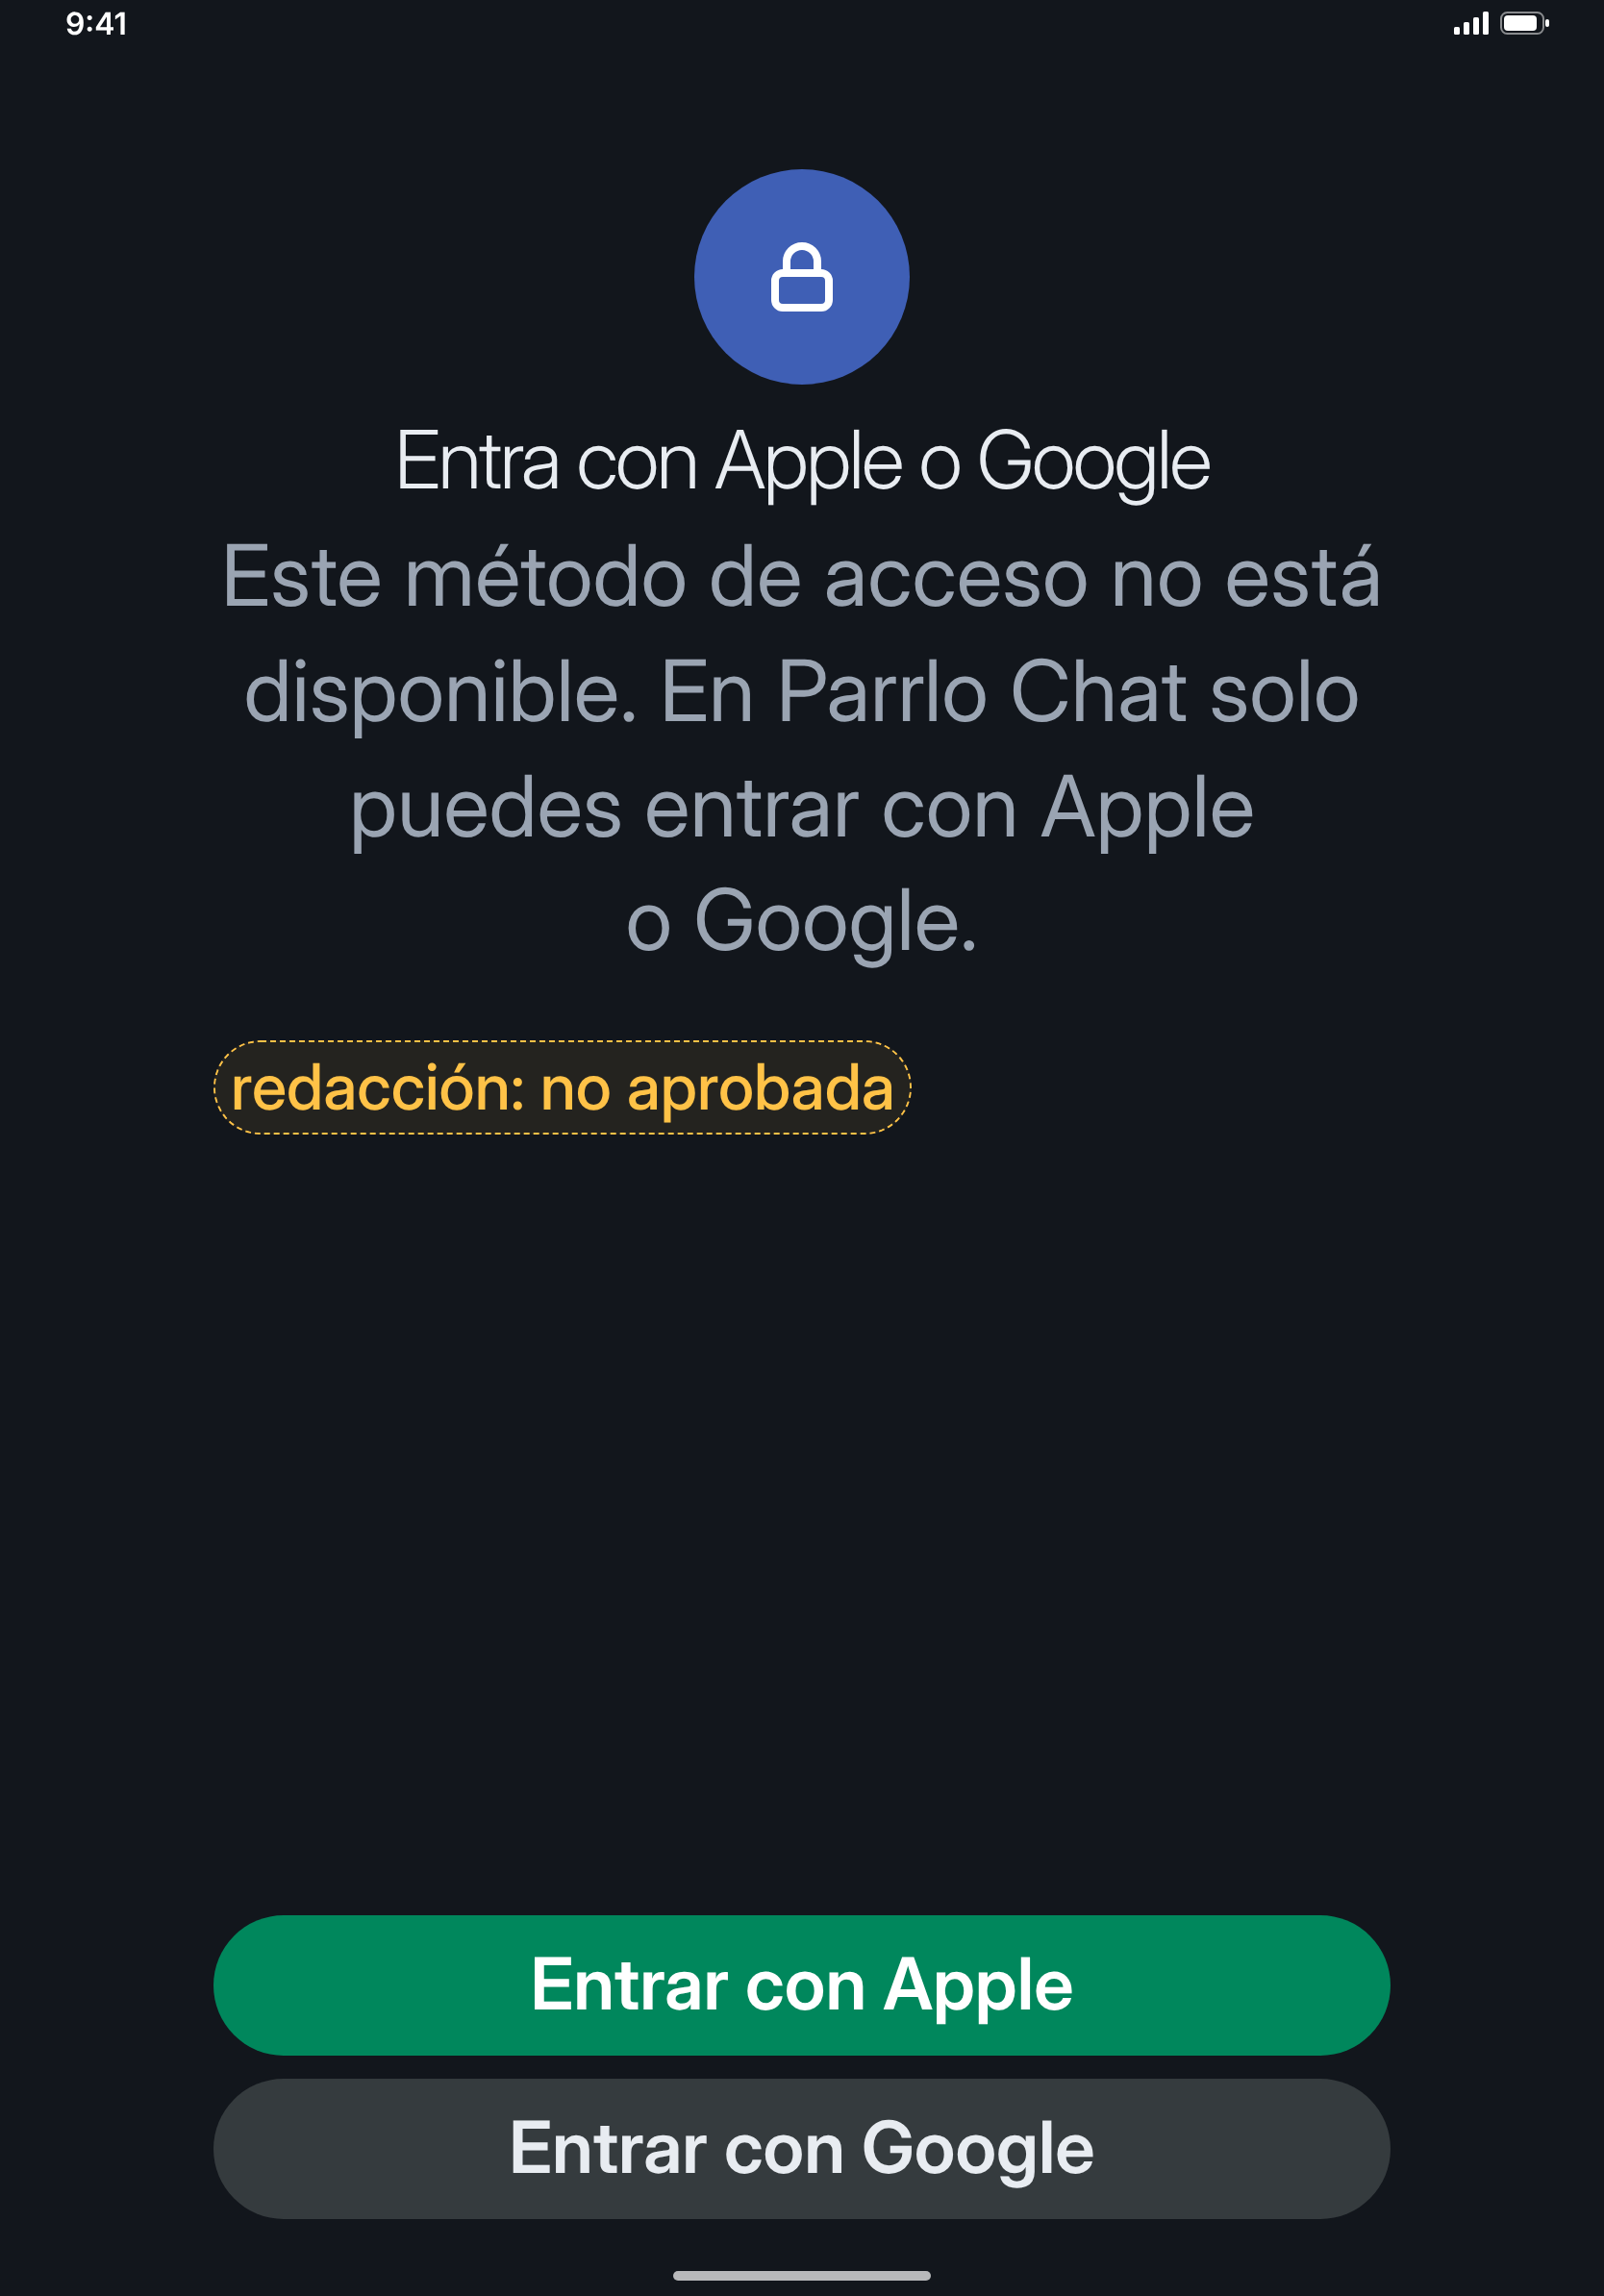 9:41
Entra con Apple o Google
Este método de acceso no está
disponible. En Parrlo Chat solo
puedes entrar con Apple
o Google.
redacción: no aprobada
Entrar con Apple
Entrar con Google